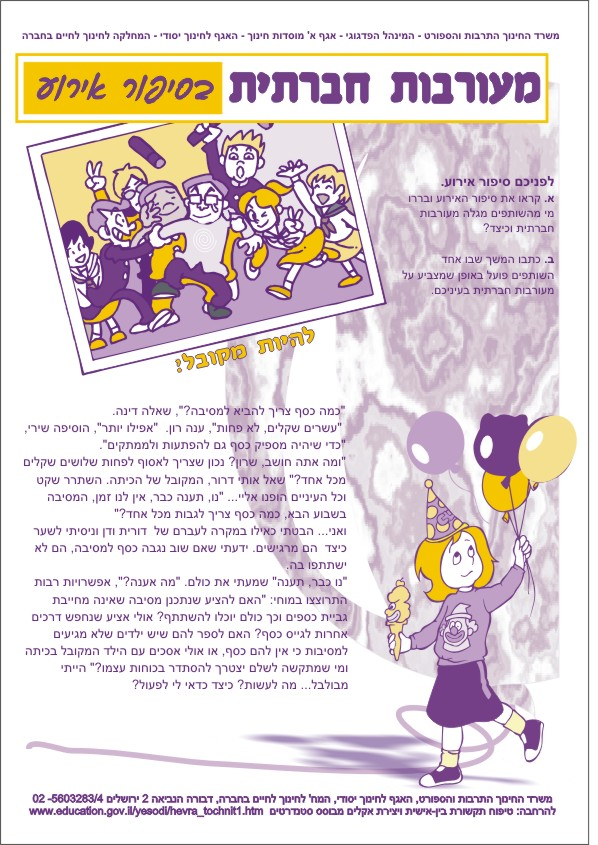 משרד החינוך התרבות והספורט - המינהל הפדגוגי - אגף א' מוסדות חינוך - האגף לחינוך יסודי - המחלקה לחינוך לחיים בחברה
מעורבות חברתית בסיפור אירוע
לפניכם סיפור אירוע.
א. קראו את סיפור האירוע ובררו
מי מהשותפים מגלה מעורבות
חברתית וכיצד?
ב. כתבו המשך שבו אחד
השותפים פועל באופן שמצביע על
מעורבות חברתית בעיניכם.
להיות מקובל!
"כמה כסף צריך להביא למסיבה?", שאלה דינה.
"עשרים שקלים, לא פחות", ענה רון. "אפילו יותר", הוסיפה שירי,
"כדי שיהיה מספיק כסף גם להפתעות ולממתקים".
"ומה אתה חושב, שרון? נכון שצריך לאסוף לפחות שלושים שקלים
מכל אחד?" שאל אותי דרור, המקובל של הכיתה. השתרר שקט
וכל העיניים הופנו אליי... "נו, תענה כבר, אין לנו זמן, המסיבה
בשבוע הבא, כמה כסף צריך לגבות מכל אחד?"
ואני... הבטתי כאילו במקרה לעברם של דורית ודן וניסיתי לשער
כיצד הם מרגישים. ידעתי שאם שוב נגבה כסף למסיבה, הם לא
ישתתפו בה.
"נו כבר, תענה" שמעתי את כולם. "מה אענה?", אפשרויות רבות
התרוצצו במוחי: "האם להציע שנתכנן מסיבה שאינה מחייבת
גביית כספים וכך כולם יוכלו להשתתף? אולי אציע שנחפש דרכים
אחרות לגייס כסף? האם לספר להם שיש ילדים שלא מגיעים
למסיבות כי אין להם כסף, או אולי אסכים עם הילד המקובל בכיתה
ומי שמתקשה לשלם יצטרך להסתדר בכוחות עצמו?" הייתי
מבולבל... מה לעשות? כיצד כדאי לי לפעול?
משרד החינוך התרבות והספורט, האגף לחינוך יסודי, המח' לחינוך לחיים בחברה, דבורה הנביאה 2 ירושלים 5603283/4- 02
להרחבה: טיפוח תקשורת בין-אישית ויצירת אקלים מבוסס סטנדרטים www.education.gov.il/yesodi/hevra_tochnit1.htm